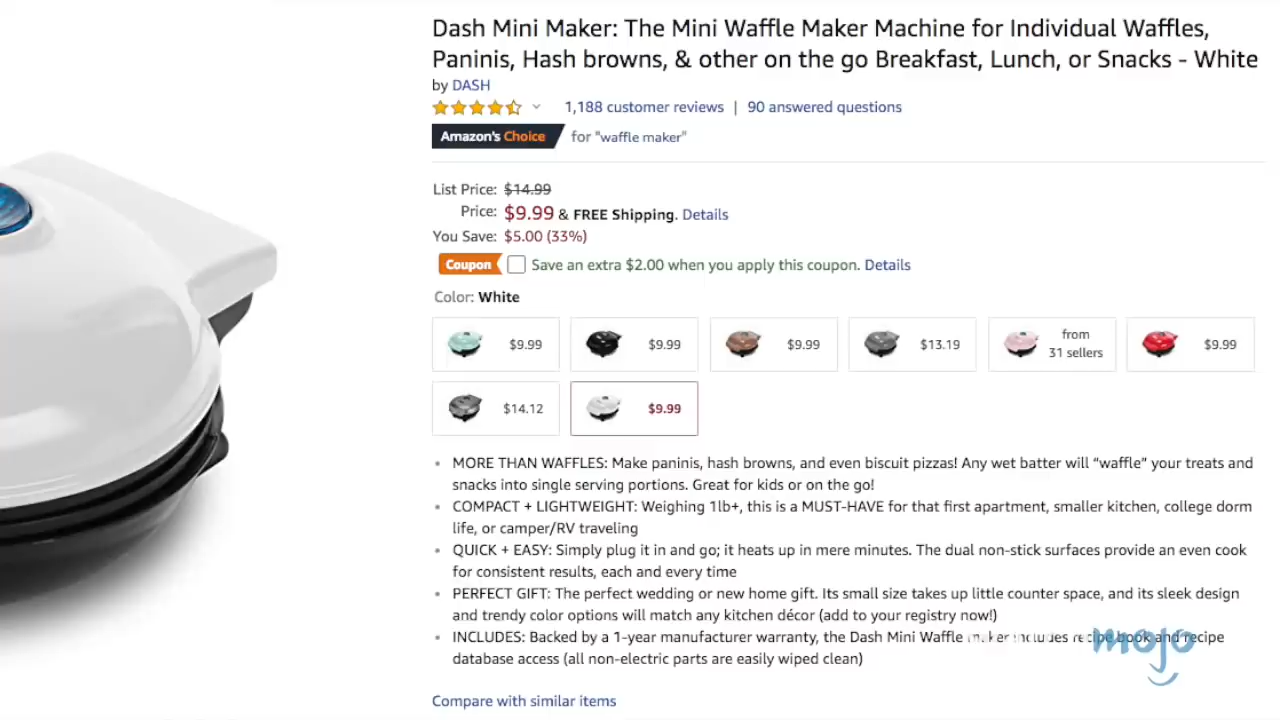 Dash Mini Maker: The Mini Waffle Maker Machine for Individual Waffles,
Paninis, Hash browns, & other on the go Breakfast, Lunch, or Snacks - White
by DASH
1,188 customer reviews | 90 answered questions
Amazon's Choice for "waffle maker"
List Price: $14.99
Price: $9.99 & FREE Shipping. Details
You Save: $5.00 (33%)
Coupon Save an extra $2.00 when you apply this coupon. Details
Color: White
$9.99 $9.99 $9.99 $13.19 from 31 sellers $9.99
$14.12 $9.99
• MORE THAN WAFFLES: Make paninis, hash browns, and even biscuit pizzas! Any wet batter will “waffle” your treats and
snacks into single serving portions. Great for kids or on the go!
• COMPACT + LIGHTWEIGHT: Weighing 1lb+, this is a MUST-HAVE for that first apartment, smaller kitchen, college dorm
life, or camper/RV traveling
• QUICK + EASY: Simply plug it in and go; it heats up in mere minutes. The dual non-stick surfaces provide an even cook
for consistent results, each and every time
• PERFECT GIFT: The perfect wedding or new home gift. Its small size takes up little counter space, and its sleek design
and trendy color options will match any kitchen décor (add to your registry now!)
• INCLUDES: Backed by a 1-year manufacturer warranty, the Dash Mini Waffle maker includes recipe book and recipe
database access (all non-electric parts are easily wiped clean)
mojo
Compare with similar items